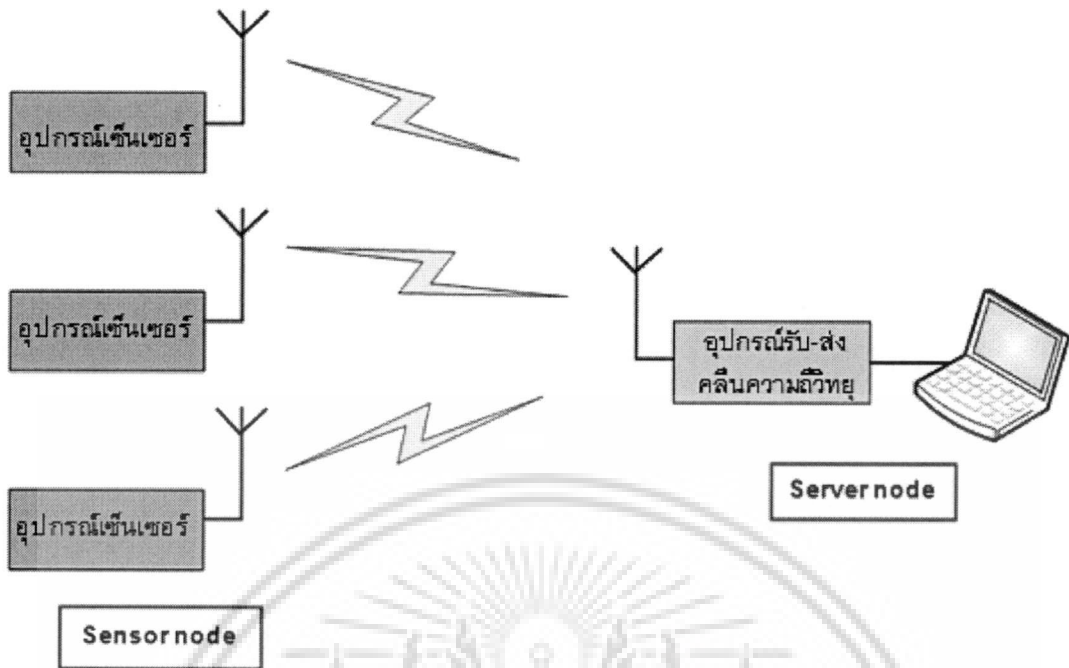 อุปกรณ์เซ็นเซอร์
อุปกรณ์เซ็นเซอร์
อุปกรณ์รับ-ส่ง
คลื่นความถี่วิทยุ
Server node
อุปกรณ์เซ็นเซอร์
Sensor node